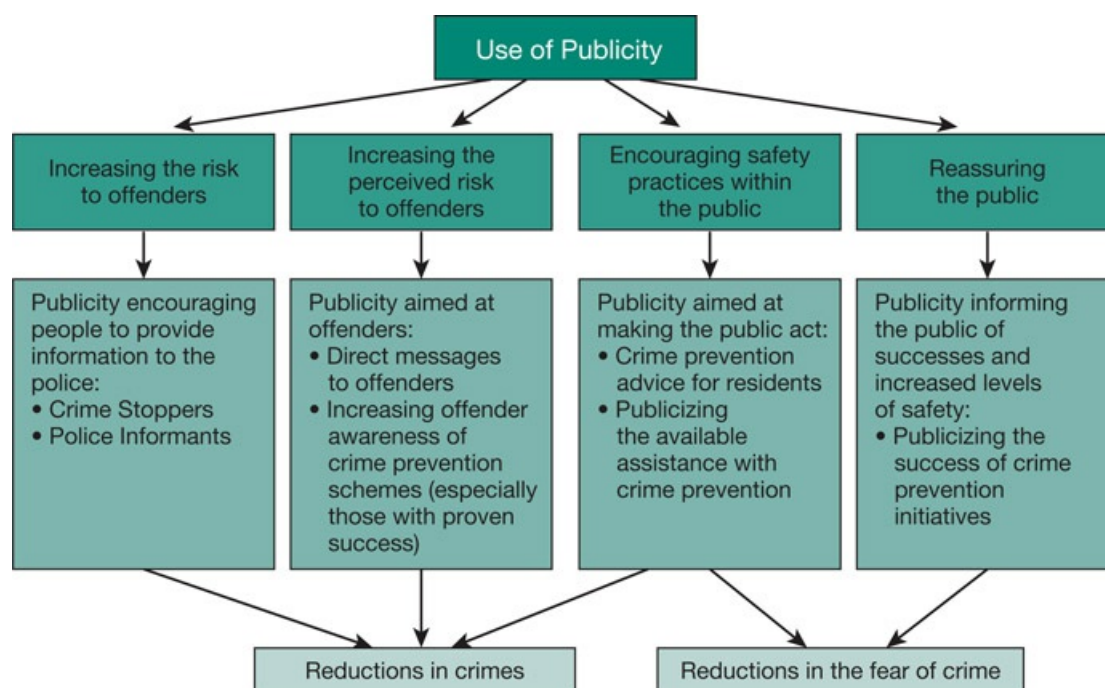 Use of Publicity
Increasing the risk
to offenders
Increasing the
perceived risk
to offenders
Encouraging safety
practices within
the public
Reassuring
the public
Publicity encouraging
people to provide
information to the
police:
• Crime Stoppers
• Police Informants
Publicity aimed at
offenders:
• Direct messages
to offenders
• Increasing offender
awareness of
crime prevention
schemes (especially
those with proven
success)
Publicity aimed at
making the public act:
• Crime prevention
advice for residents
• Publicizing
the available
assistance with
crime prevention
Publicity informing
the public of
successes and
increased levels
of safety:
• Publicizing the
success of crime
prevention
initiatives
Reductions in crimes
Reductions in the fear of crime